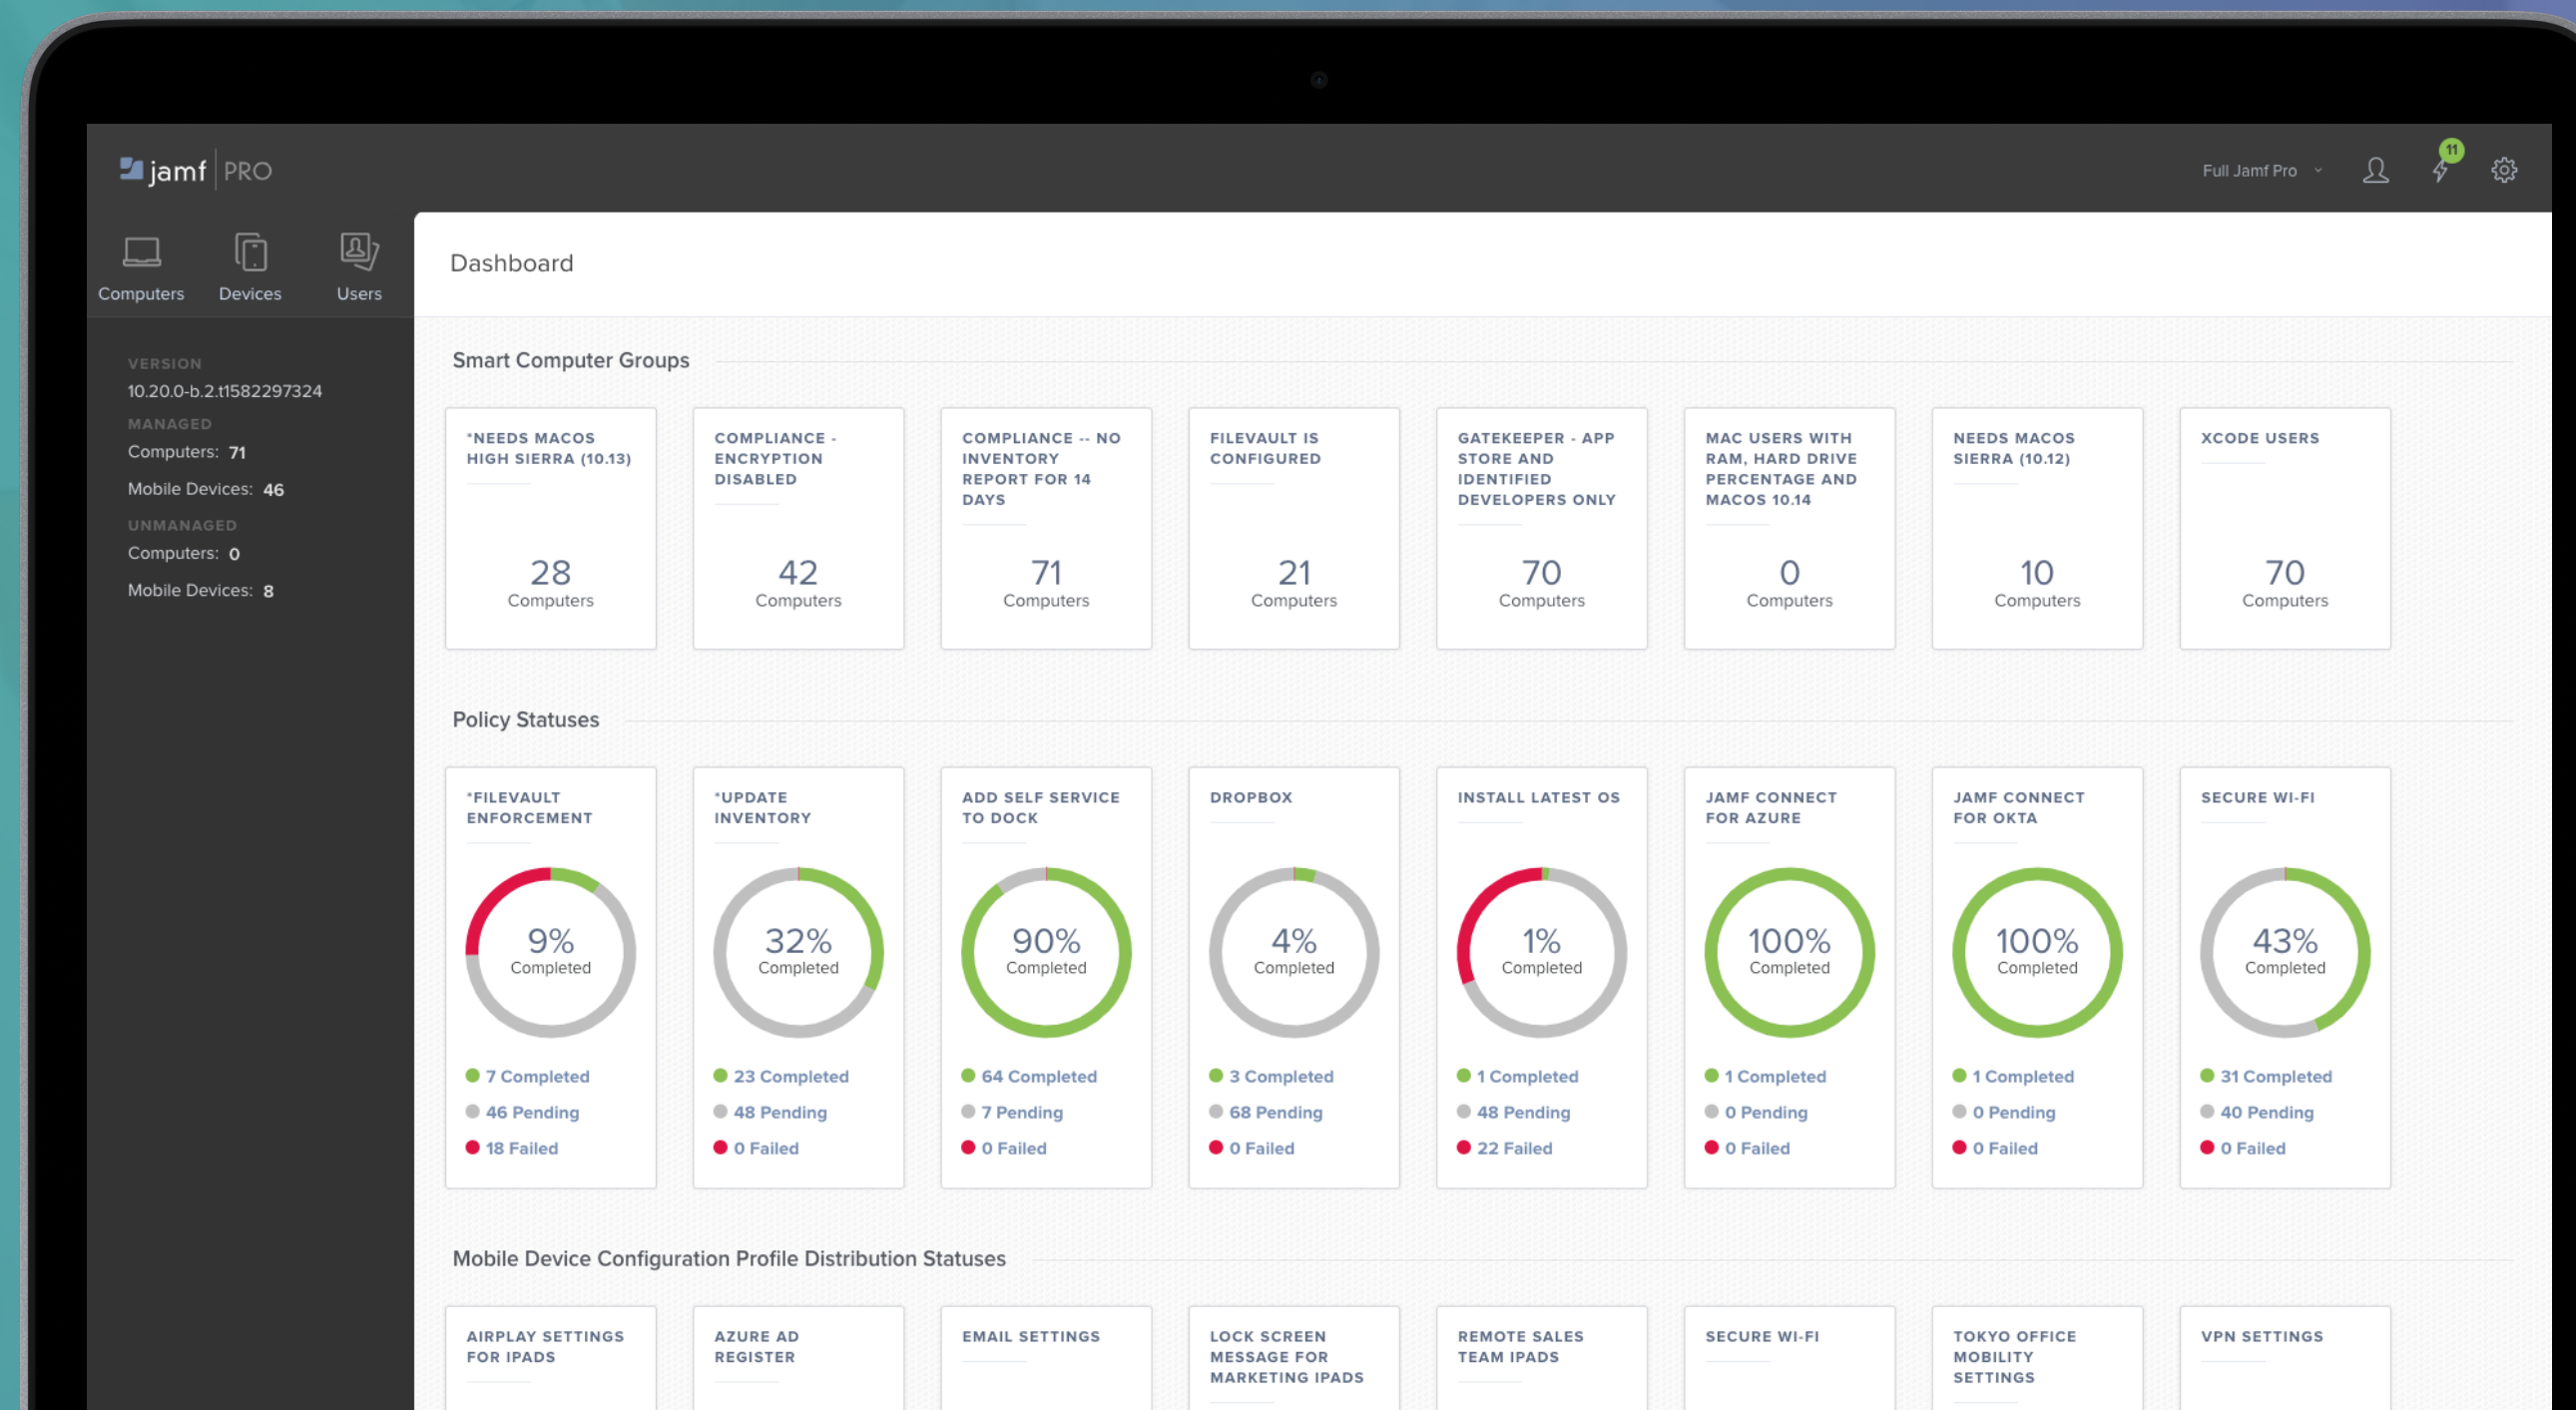 jamf PRO
Full Jamf Pro
11
Computers
Devices
Users
Dashboard
VERSION
10.20.0-b.2.t1582297324
MANAGED
Computers: 71
Mobile Devices: 46
UNMANAGED
Computers: 0
Mobile Devices: 8
Smart Computer Groups
*NEEDS MACOS
HIGH SIERRA (10.13)
28
Computers
COMPLIANCE -
ENCRYPTION
DISABLED
42
Computers
COMPLIANCE -- NO
INVENTORY
REPORT FOR 14
DAYS
71
Computers
FILEVAULT IS
CONFIGURED
21
Computers
GATEKEEPER - APP
STORE AND
IDENTIFIED
DEVELOPERS ONLY
70
Computers
MAC USERS WITH
RAM, HARD DRIVE
PERCENTAGE AND
MACOS 10.14
0
Computers
NEEDS MACOS
SIERRA (10.12)
10
Computers
XCODE USERS
70
Computers
Policy Statuses
*FILEVAULT
ENFORCEMENT
9%
Completed
7 Completed
46 Pending
18 Failed
*UPDATE
INVENTORY
32%
Completed
23 Completed
48 Pending
0 Failed
ADD SELF SERVICE
TO DOCK
90%
Completed
64 Completed
7 Pending
0 Failed
DROPBOX
4%
Completed
3 Completed
68 Pending
0 Failed
INSTALL LATEST OS
1%
Completed
1 Completed
48 Pending
22 Failed
JAMF CONNECT
FOR AZURE
100%
Completed
1 Completed
0 Pending
0 Failed
JAMF CONNECT
FOR OKTA
100%
Completed
1 Completed
0 Pending
0 Failed
SECURE WI-FI
43%
Completed
31 Completed
40 Pending
0 Failed
Mobile Device Configuration Profile Distribution Statuses
AIRPLAY SETTINGS
FOR IPADS
AZURE AD
REGISTER
EMAIL SETTINGS
LOCK SCREEN
MESSAGE FOR
MARKETING IPADS
REMOTE SALES
TEAM IPADS
SECURE WI-FI
TOKYO OFFICE
MOBILITY
SETTINGS
VPN SETTINGS